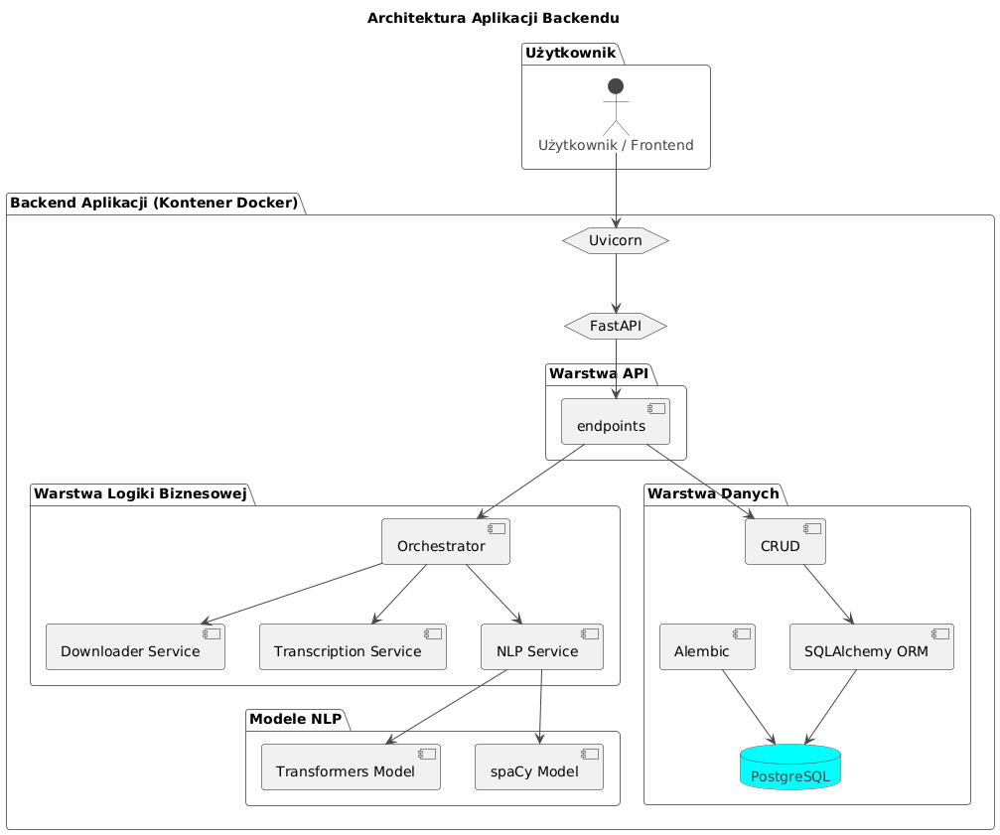 Architektura Aplikacji Backendu
Użytkownik
Użytkownik / Frontend
Backend Aplikacji (Kontener Docker)
Uvicorn
FastAPI
Warstwa API
endpoints
Warstwa Logiki Biznesowej
Orchestrator
Downloader Service
Transcription Service
NLP Service
Modele NLP
Transformers Model
spaCy Model
Warstwa Danych
CRUD
Alembic
SQLAlchemy ORM
PostgreSQL